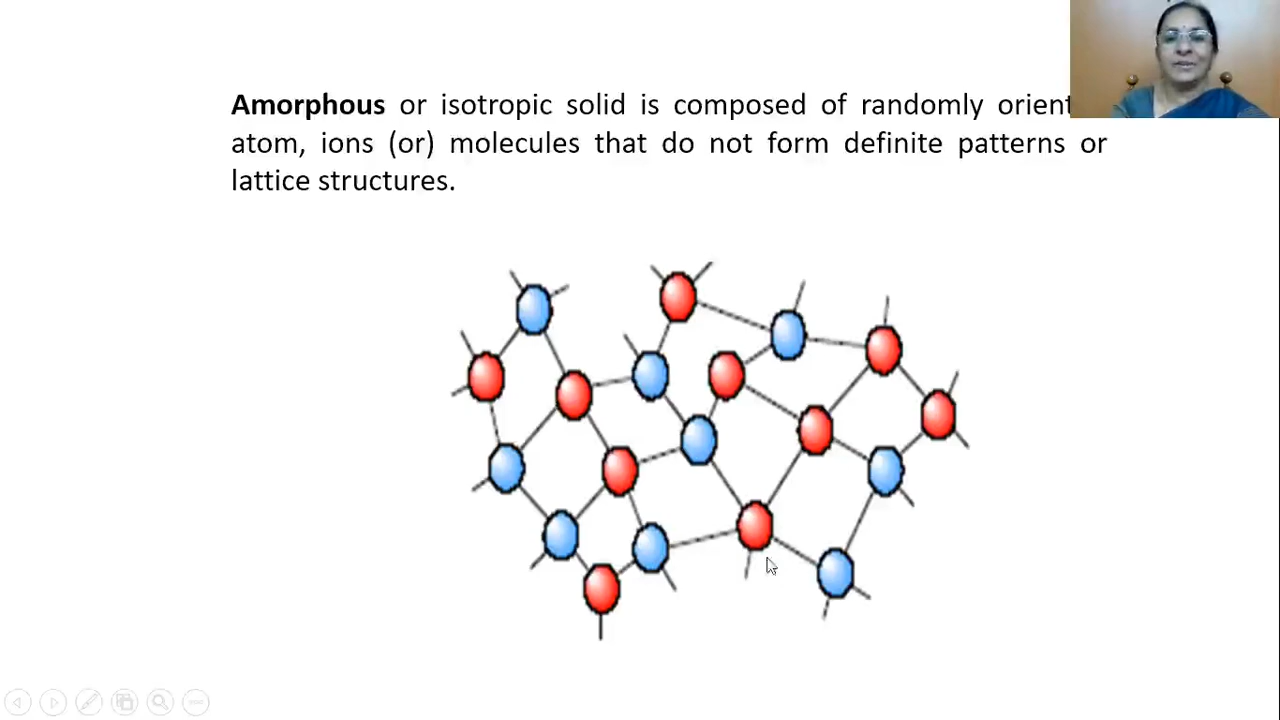 Amorphous or isotropic solid is composed of randomly orient
atom, ions (or) molecules that do not form definite patterns or
lattice structures.